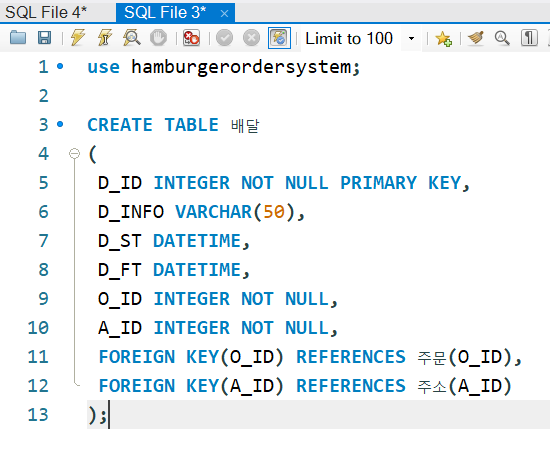 SQL File 4*
SQL File 3*
Limit to 100
1 use hamburgerordersystem;
2
3 CREATE TABLE 배달
4 (
5 D_ID INTEGER NOT NULL PRIMARY KEY,
6 D_INFO VARCHAR(50),
7 D_ST DATETIME,
8 D_FT DATETIME,
9 O_ID INTEGER NOT NULL,
10 A_ID INTEGER NOT NULL,
11 FOREIGN KEY(O_ID) REFERENCES 주문(O_ID),
12 FOREIGN KEY(A_ID) REFERENCES 주소(A_ID)
13 );